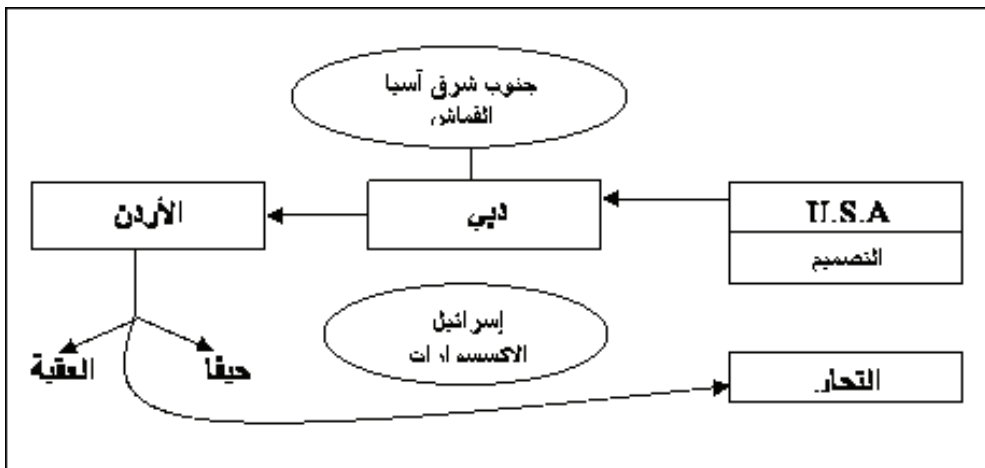 جنوب شرق آسيا
القماش
U.S.A
دبي
الأردن
التصميم
إسرائيل
الاكسسوارات
حيفا
العقبة
التجار